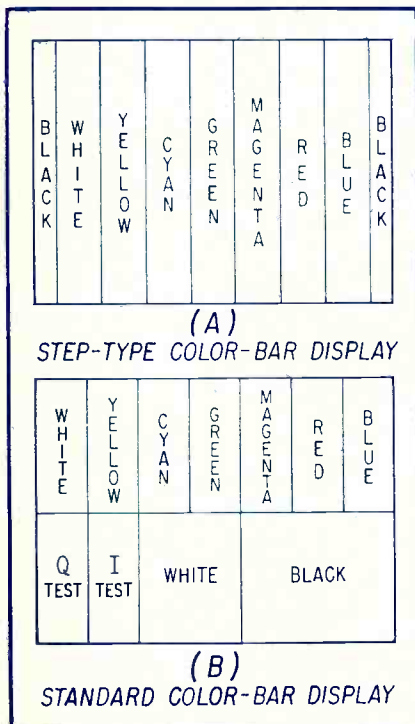 BLACK
WHITE
YELLOW
CYAN
GREEN
MAGENTA
RED
BLUE
BLACK
(A)
STEP-TYPE COLOR-BAR DISPLAY
WHITE
YELLOW
CYAN
GREEN
MAGENTA
RED
BLUE
Q
TEST
I
TEST
WHITE
BLACK
(B)
STANDARD COLOR-BAR DISPLAY